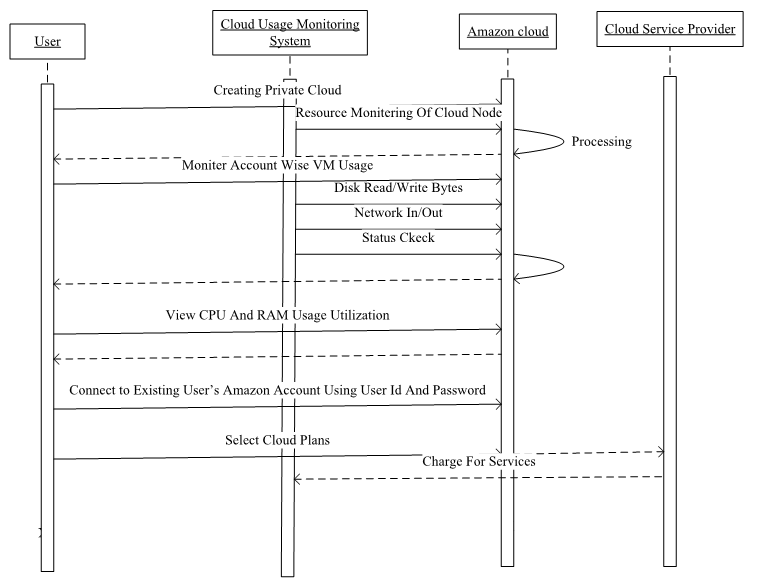 User
Cloud Usage Monitoring
System
Amazon cloud
Cloud Service Provider
Creating Private Cloud
Resource Monitering Of Cloud Node
Processing
Moniter Account Wise VM Usage
Disk Read/Write Bytes
Network In/Out
Status Ckeck
View CPU And RAM Usage Utilization
Connect to Existing User’s Amazon Account Using User Id And Password
Select Cloud Plans
Charge For Services